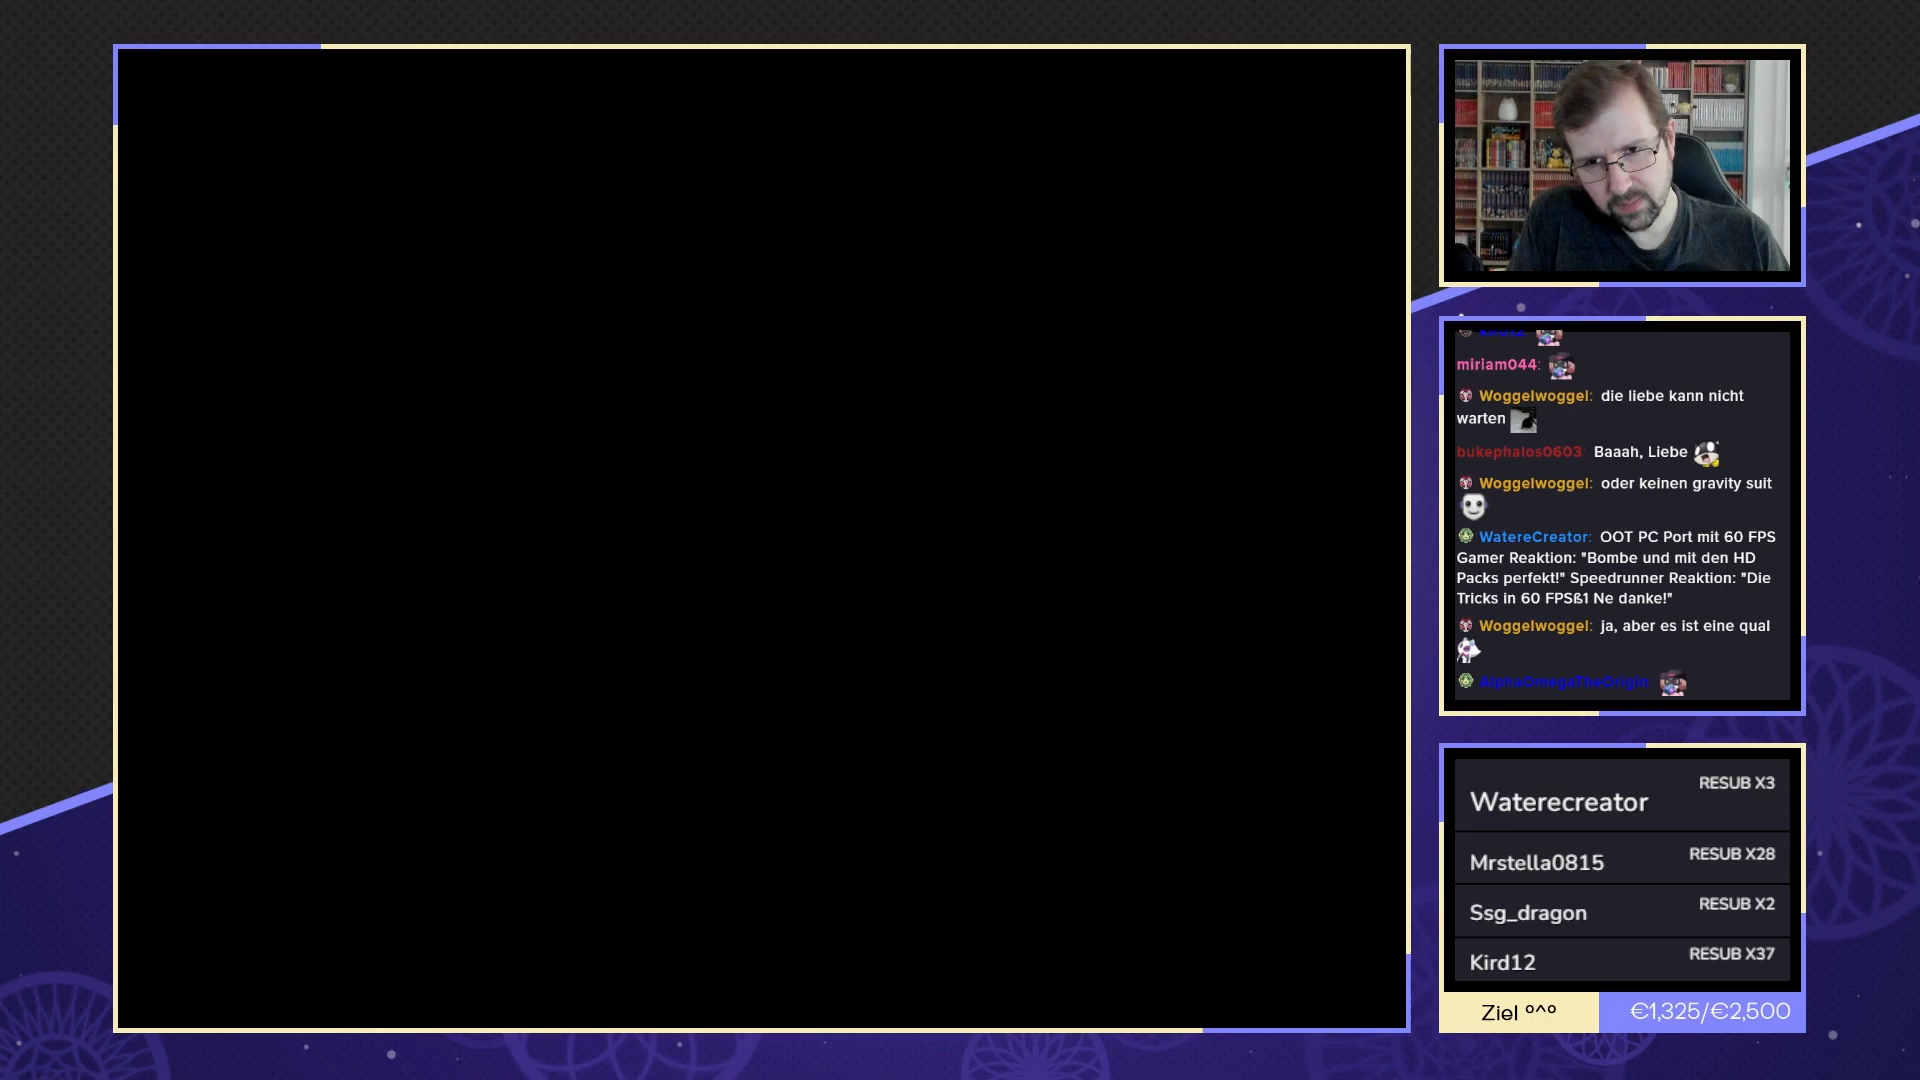 miriam044:
Woggelwoggel: die liebe kann nicht
warten
bukephalos0603: Baaah, Liebe
Woggelwoggel: oder keinen gravity suit
WatereCreator: OOT PC Port mit 60 FPS
Gamer Reaktion: "Bombe und mit den HD
Packs perfekt!" Speedrunner Reaktion: "Die
Tricks in 60 FPSß1 Ne danke!"
Woggelwoggel: ja, aber es ist eine qual
AlphaOmegaTheOrigin:
RESUB X3
Waterecreator
RESUB X28
Mrstella0815
RESUB X2
Ssg_dragon
RESUB X37
Kird12
Ziel °^° €1,325/€2,500